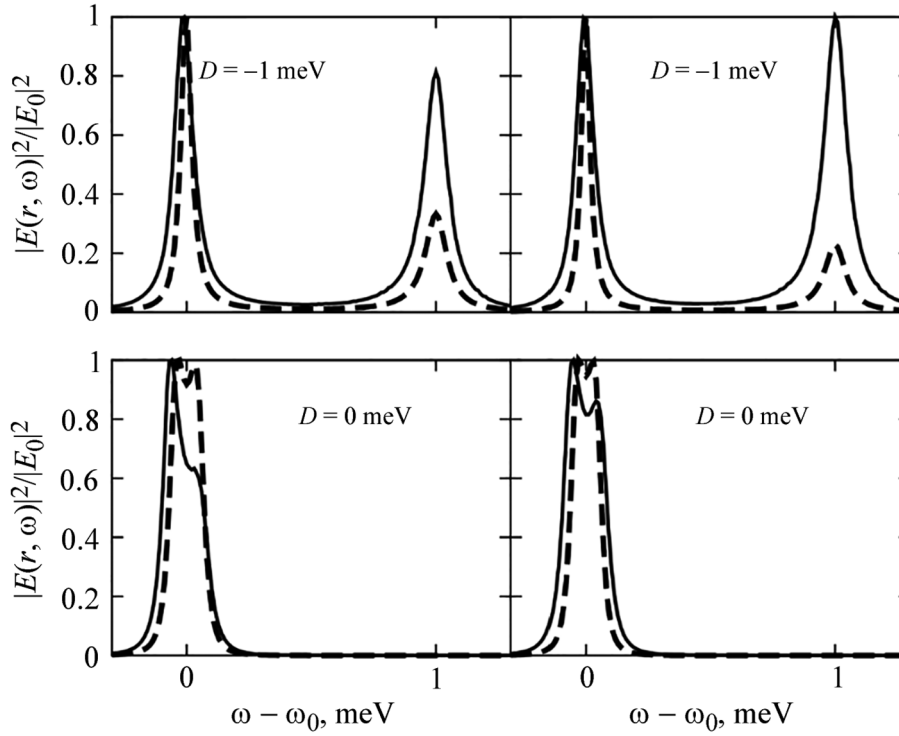 |E(r, ω)|²/|E₀|²
1
0.8
0.6
0.4
0.2
0
D = –1 meV
D = –1 meV
|E(r, ω)|²/|E₀|²
1
0.8
0.6
0.4
0.2
0
D = 0 meV
D = 0 meV
0
1
0
1
ω – ω₀, meV
ω – ω₀, meV